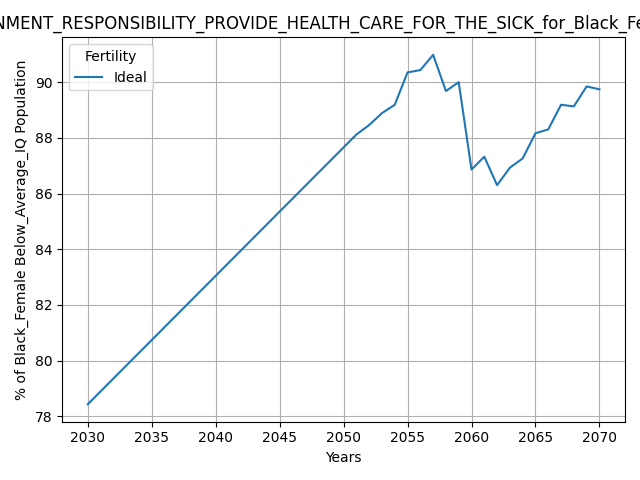 NMENT_RESPONSIBILITY_PROVIDE_HEALTH_CARE_FOR_THE_SICK_for_Black_Fe
Fertility
Ideal
% of Black_Female Below_Average_IQ Population
90
88
86
84
82
80
78
2030 2035 2040 2045 2050 2055 2060 2065 2070
Years